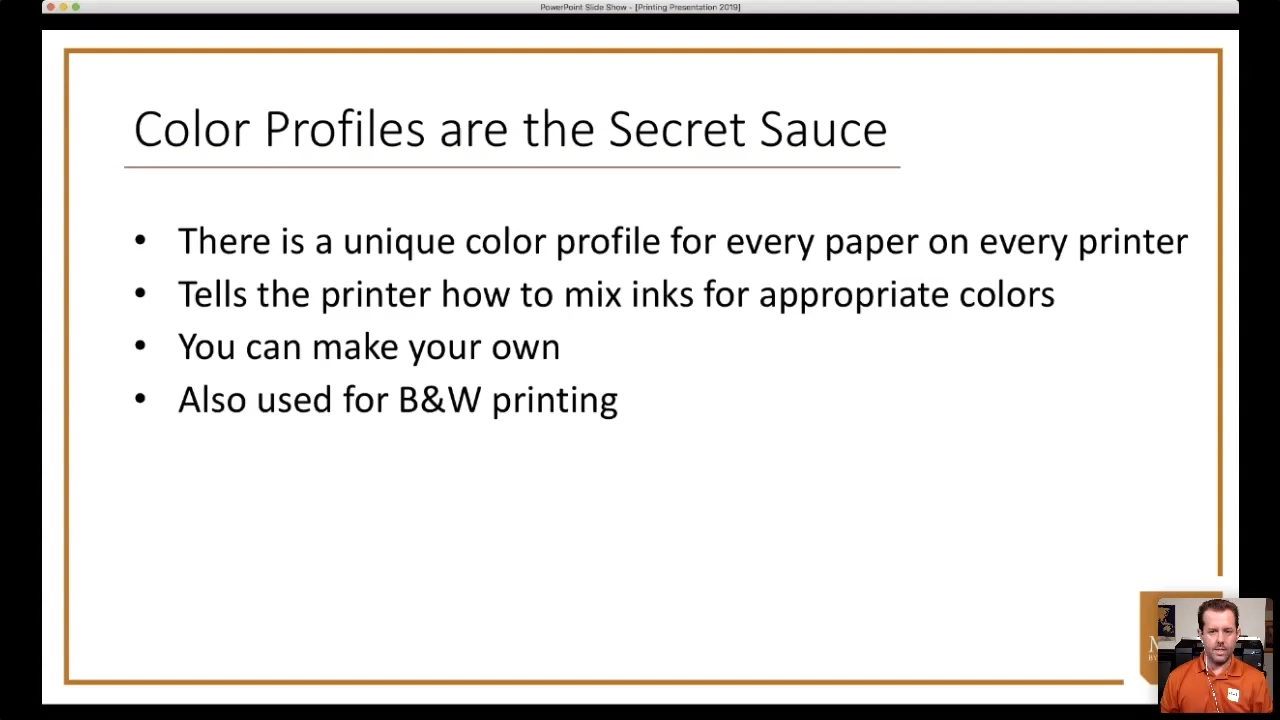 PowerPoint Slide Show - [Printing Presentation 2019]
Color Profiles are the Secret Sauce
• There is a unique color profile for every paper on every printer
• Tells the printer how to mix inks for appropriate colors
• You can make your own
• Also used for B&W printing